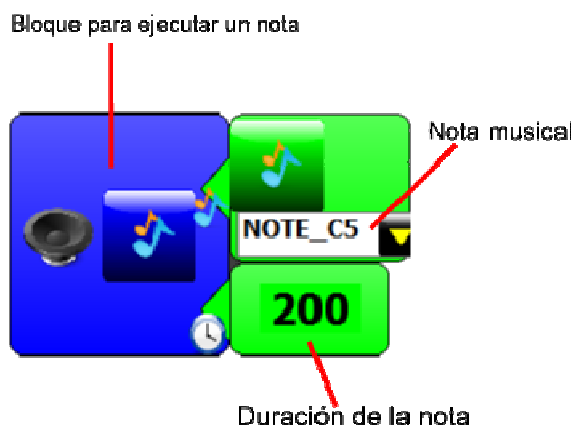 Bloque para ejecutar un nota
Nota musical
NOTE_C5
200
Duración de la nota